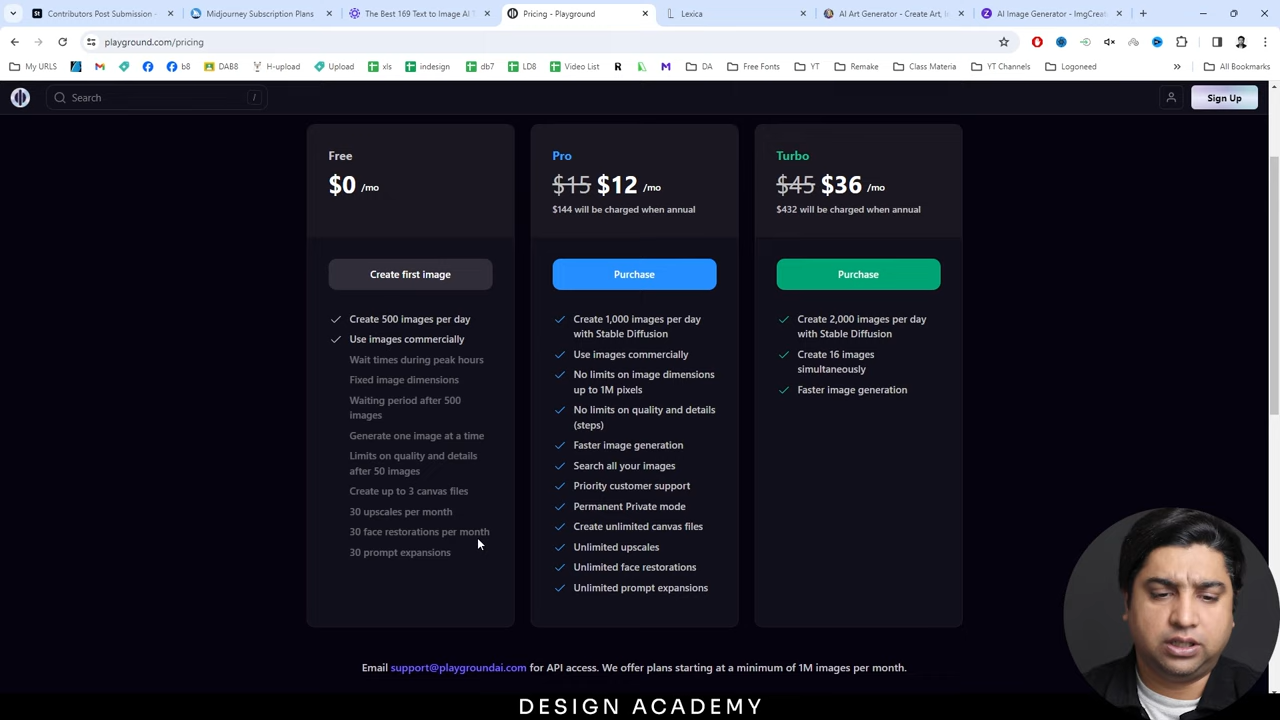 Contributors Post Submission -
Midjourney Subscription Plans
The Best 169 Text to Image AI T
Pricing - Playground
Lexica
AI Art Generator - Create Art, I
AI Image Generator - ImgCreat
playground.com/pricing
My URLS
b8
DAB8
H-upload
Upload
xls
indesign
db7
LD8
Video List
DA
Free Fonts
YT
Remake
Class Materia
YT Channels
Logoneed
All Bookmarks
Search
/
Sign Up
Free
$0 /mo
Create first image
Create 500 images per day
Use images commercially
Wait times during peak hours
Fixed image dimensions
Waiting period after 500
images
Generate one image at a time
Limits on quality and details
after 50 images
Create up to 3 canvas files
30 upscales per month
30 face restorations per month
30 prompt expansions
Pro
$15 $12 /mo
$144 will be charged when annual
Purchase
Create 1,000 images per day
with Stable Diffusion
Use images commercially
No limits on image dimensions
up to 1M pixels
No limits on quality and details
(steps)
Faster image generation
Search all your images
Priority customer support
Permanent Private mode
Create unlimited canvas files
Unlimited upscales
Unlimited face restorations
Unlimited prompt expansions
Turbo
$45 $36 /mo
$432 will be charged when annual
Purchase
Create 2,000 images per day
with Stable Diffusion
Create 16 images
simultaneously
Faster image generation
Email support@playgroundai.com for API access. We offer plans starting at a minimum of 1M images per month.
DESIGN ACADEMY